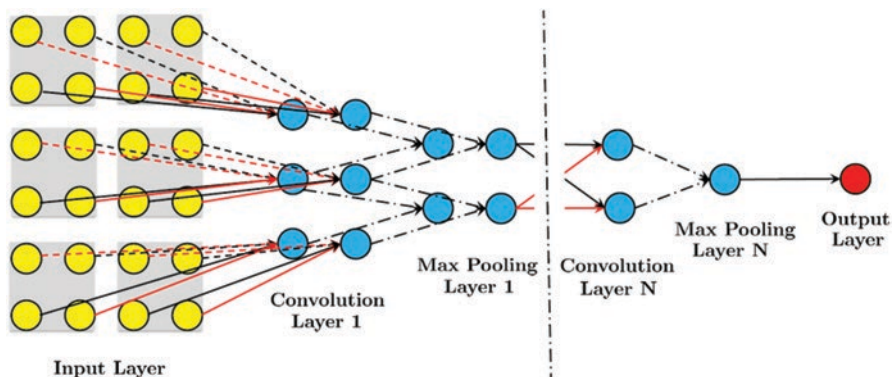 Input Layer
Convolution
Layer 1
Max Pooling
Layer 1
Convolution
Layer N
Max Pooling
Layer N
Output
Layer